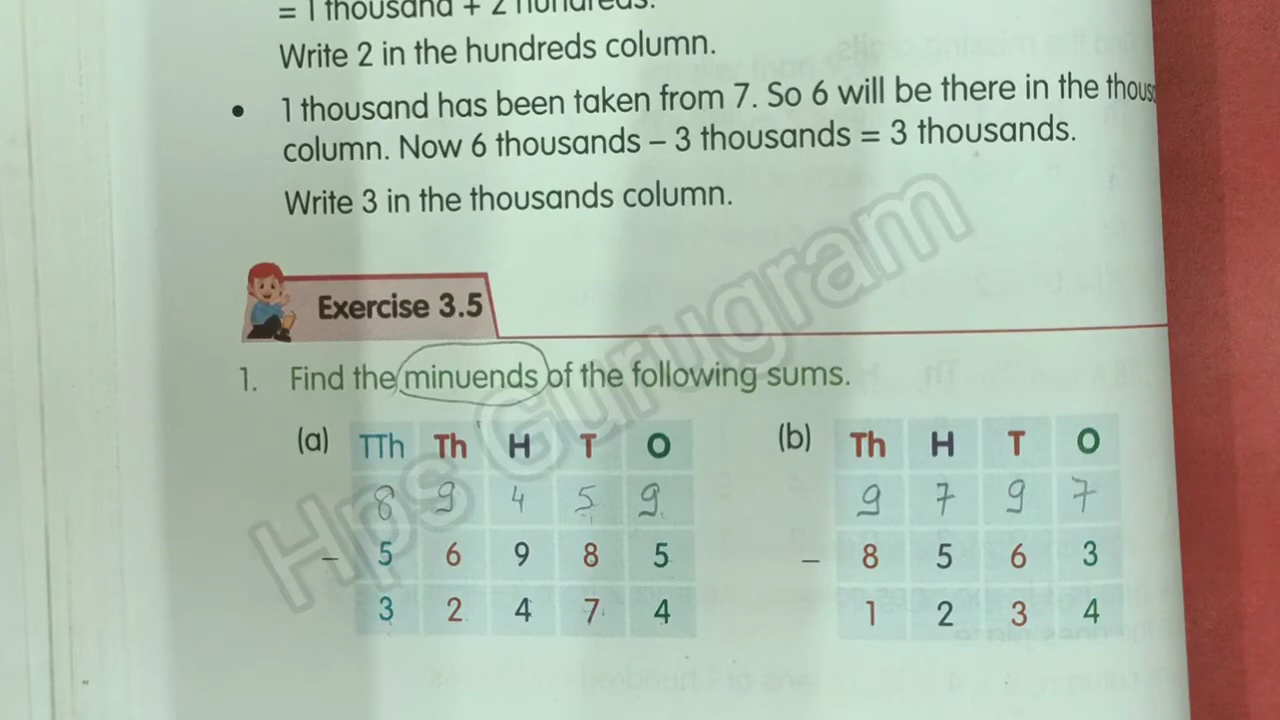 = 1 thousand + 2 hundreds.
Write 2 in the hundreds column.
• 1 thousand has been taken from 7. So 6 will be there in the thous
column. Now 6 thousands – 3 thousands = 3 thousands.
Write 3 in the thousands column.
Exercise 3.5
1. Find the minuends of the following sums.
(a) TTh Th H T O
8 9 4 5 9
– 5 6 9 8 5
3 2 4 7 4
(b) Th H T O
9 7 9 7
– 8 5 6 3
1 2 3 4
Hps Gurugram